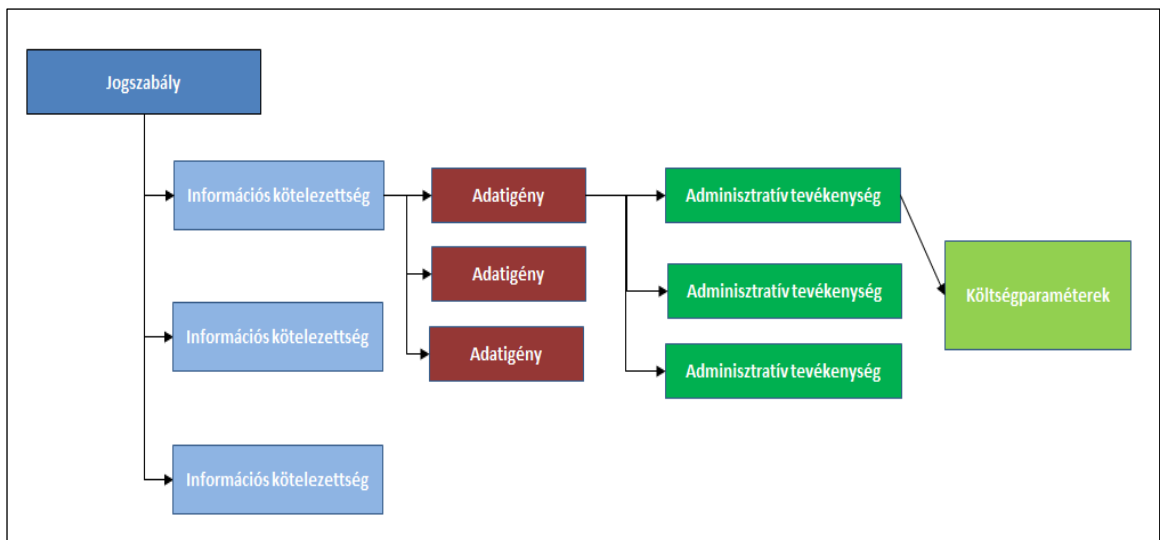 Jogszabály
Információs kötelezettség
Adatigény
Adminisztratív tevékenység
Adatigény
Adminisztratív tevékenység
Költségparaméterek
Információs kötelezettség
Adatigény
Adminisztratív tevékenység
Információs kötelezettség